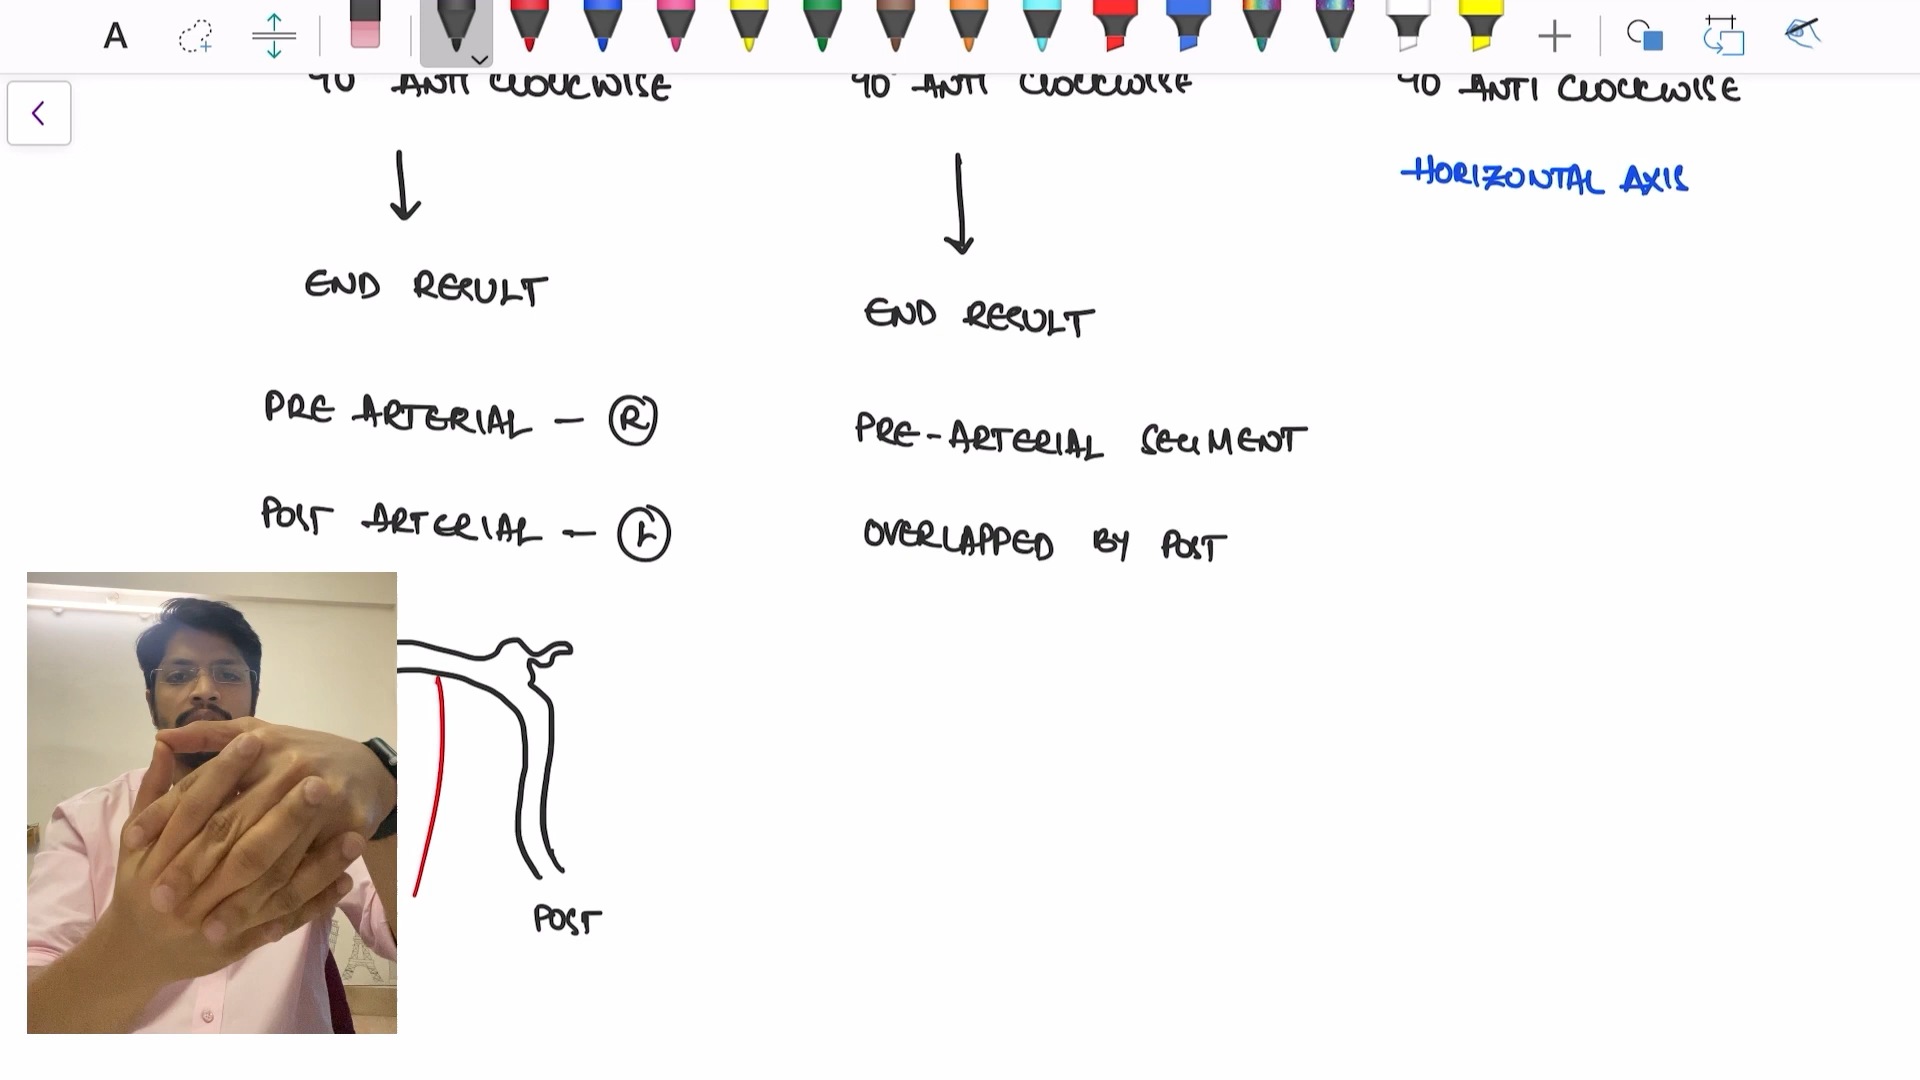 A
90° ANTI CLOCKWISE
90° ANTI CLOCKWISE
90 ANTI CLOCKWISE
HORIZONTAL AXIS
END RESULT
END RESULT
PRE ARTERIAL - R
PRE-ARTERIAL SEGMENT
POST ARTERIAL - L
OVERLAPPED BY POST
POST